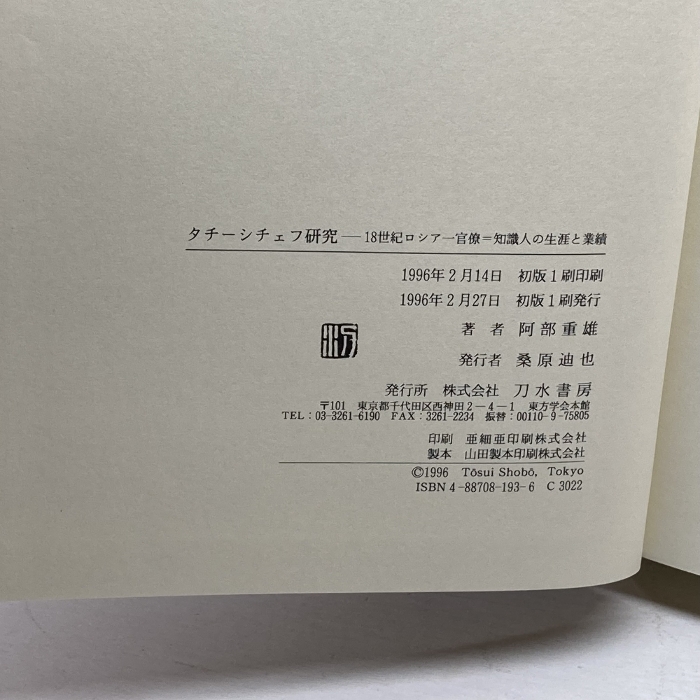 タチーシチェフ研究―18世紀ロシア一官僚＝知識人の生涯と業績
1996年2月14日 初版1刷印刷
1996年2月27日 初版1刷発行
著者 阿部重雄
発行者 桑原迪也
発行所 株式会社 刀水書房
〒101 東京都千代田区西神田2－4－1 東方学会本館
TEL：03-3261-6190 FAX：3261-2234 振替：00110-9-75805
印刷 亜細亜印刷株式会社
製本 山田製本印刷株式会社
©1996 Tōsui Shobō, Tokyo
ISBN4-88708-193-6 C3022